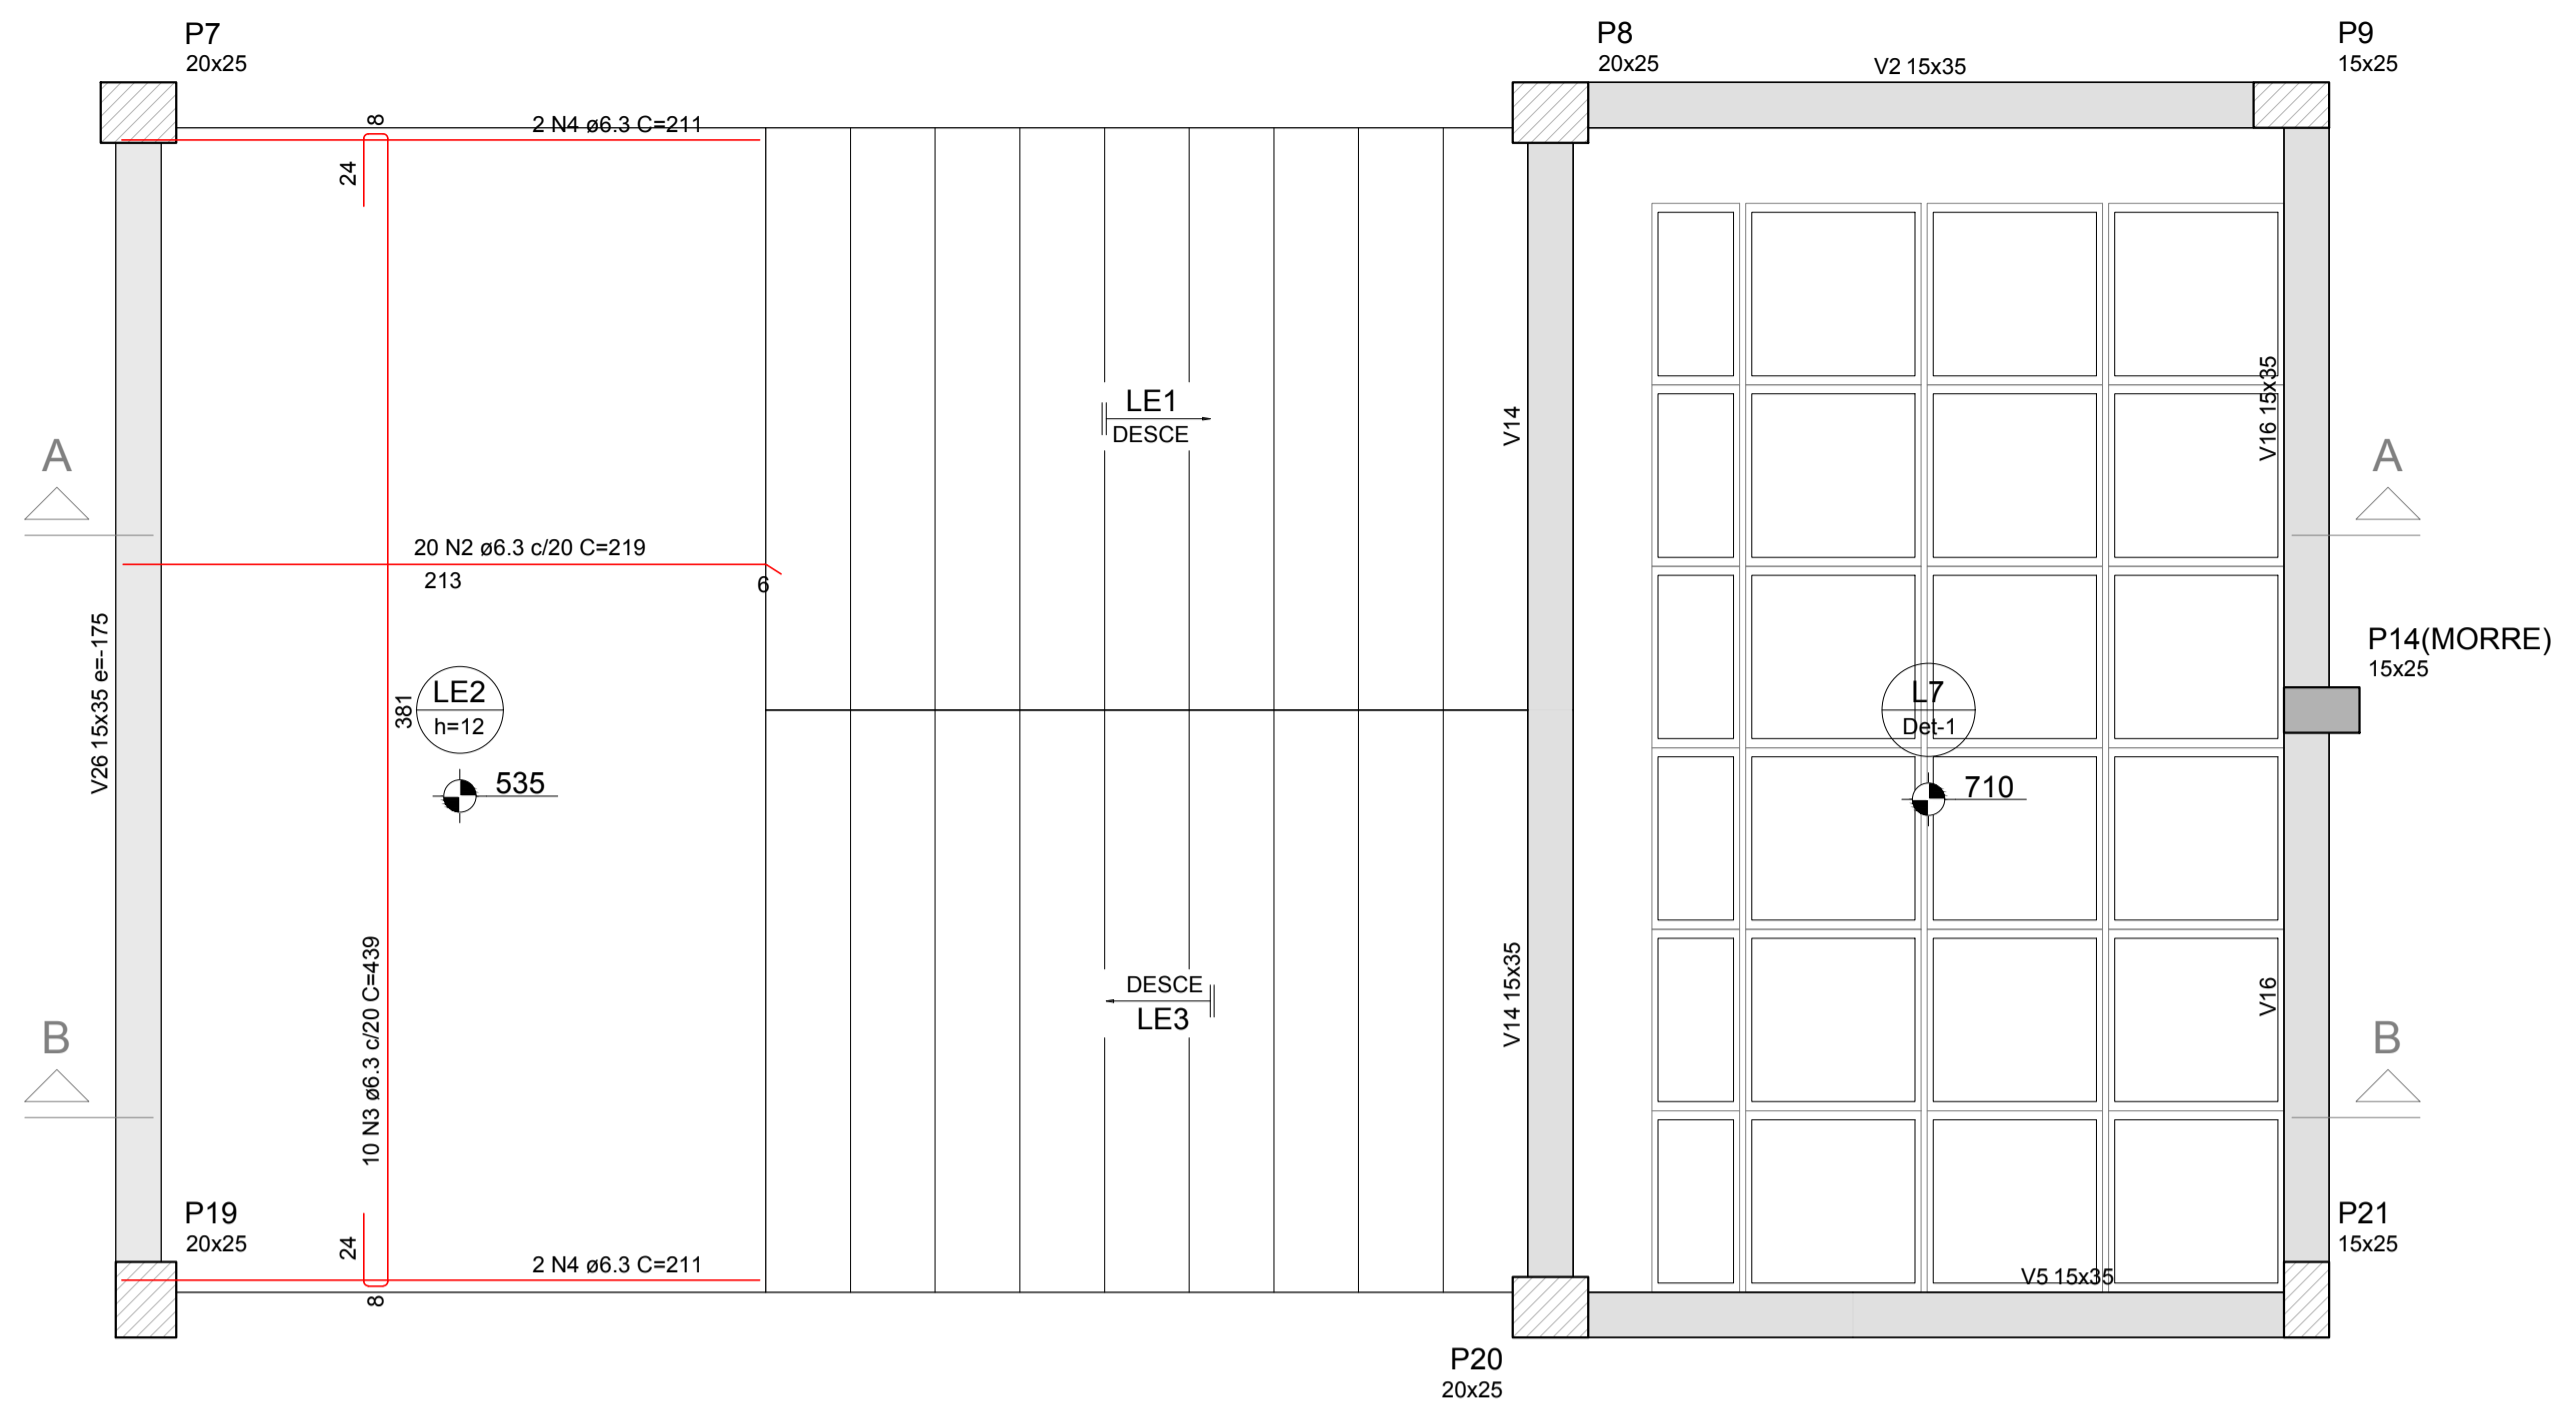 P7
20x25
P8
20x25
V2 15x35
P9
15x25
8
2 N4 ø6.3 C=211
24
LE1
DESCE
V14
V16 15x35
A
A
20 N2 ø6.3 c/20 C=219
213
6
V26 15x35 e=-175
P14(MORRE)
15x25
381
LE2
h=12
535
L7
Det-1
710
10 N3 ø6.3 c/20 C=439
DESCE
LE3
V14 15x35
V16
B
B
P19
20x25
24
2 N4 ø6.3 C=211
8
P21
15x25
V5 15x35
P20
20x25